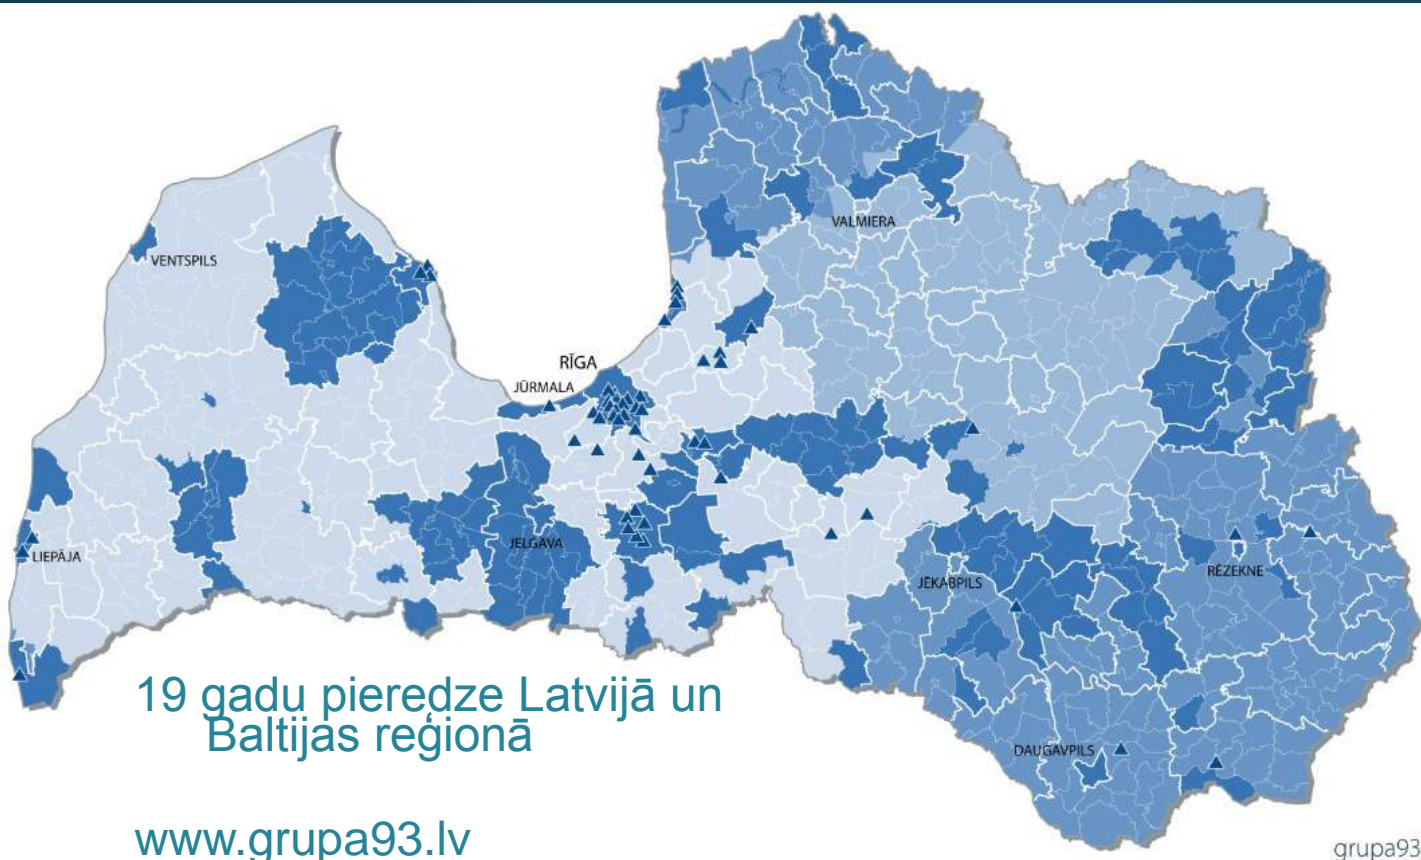 VALMIERA
VENTSPILS
RĪGA
JŪRMALA
JELGAVA
LIEPĀJA
JĒKABPILS
RĒZEKNE
DAUGAVPILS
19 gadu pieredze Latvijā un
Baltijas reģionā
www.grupa93.lv
grupa93